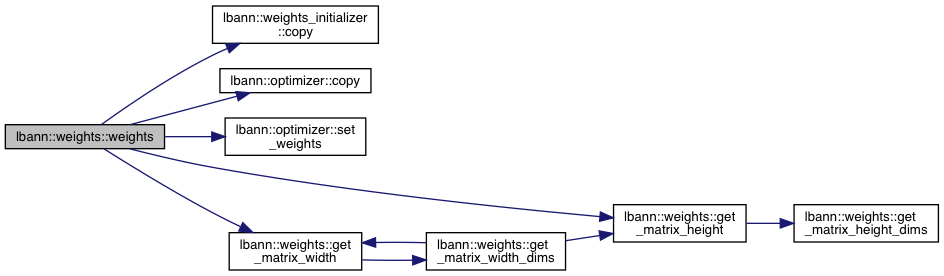 lbann::weights_initializer
::copy
lbann::optimizer::copy
lbann::weights::weights
lbann::optimizer::set
_weights
lbann::weights::get
_matrix_width
lbann::weights::get
_matrix_width_dims
lbann::weights::get
_matrix_height
lbann::weights::get
_matrix_height_dims